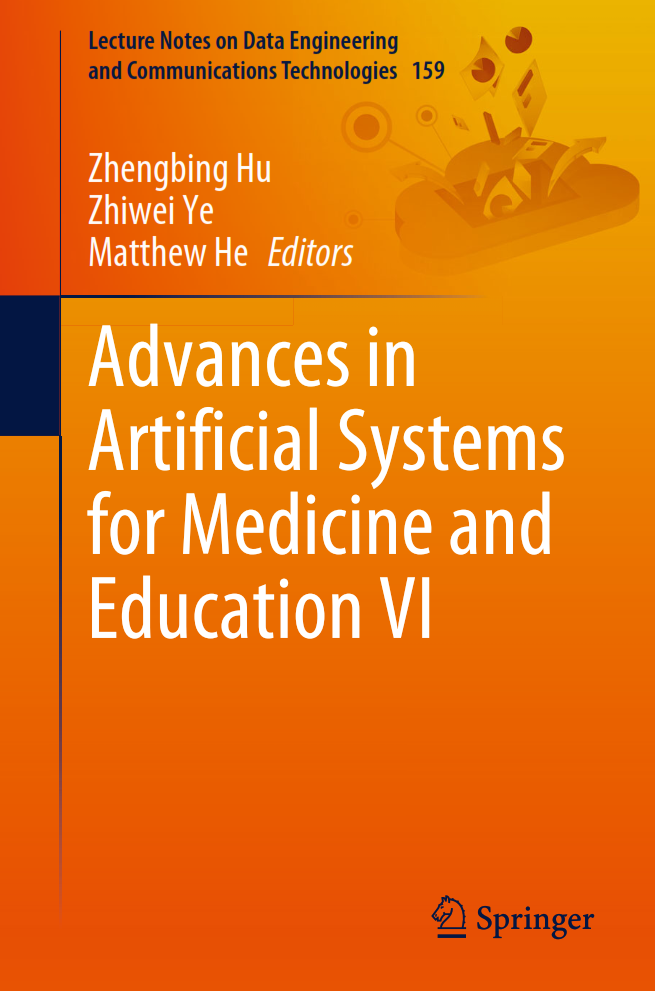 Lecture Notes on Data Engineering
and Communications Technologies 159
Zhengbing Hu
Zhiwei Ye
Matthew He Editors
Advances in
Artificial Systems
for Medicine and
Education VI
Springer